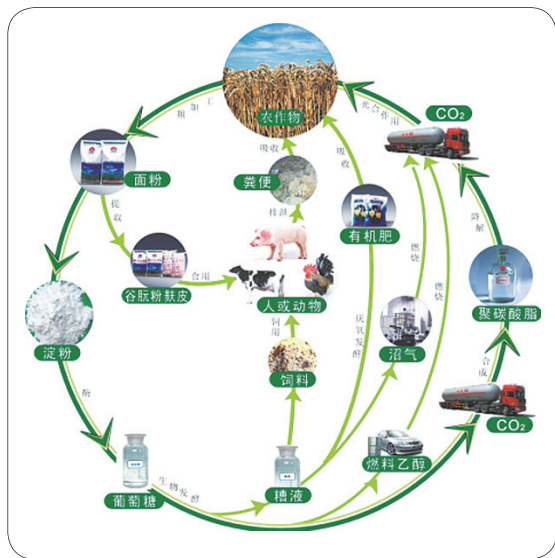 农作物
CO₂
粗加工
光合作用
吸收
吸收
面粉
粪便
有机肥
提取
排泄
降解
燃烧
燃烧
谷朊粉麸皮
食用
人或动物
聚碳酸脂
淀粉
饲用
厌氧发酵
沼气
合成
饲料
酶
CO₂
燃料乙醇
葡萄糖
生物发酵
糟液